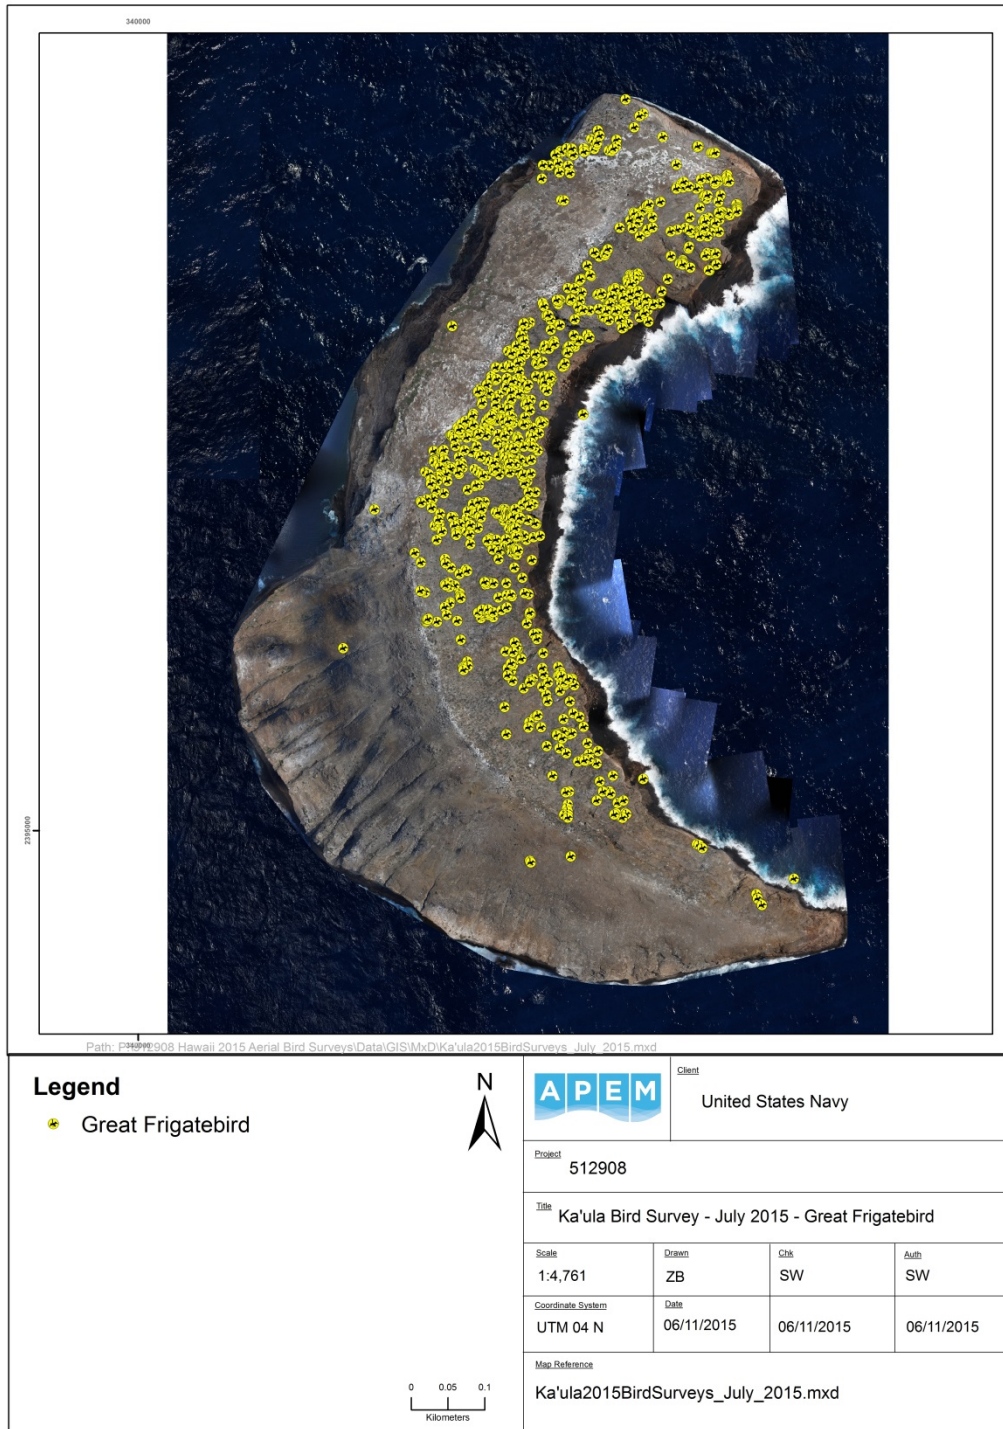 340000
2395000
340000
Path: P:\512908 Hawaii 2015 Aerial Bird Surveys\Data\GIS\MxD\Ka'ula2015BirdSurveys_July_2015.mxd
Legend
Great Frigatebird
N
0 0.05 0.1
Kilometers
APEM
Client
United States Navy
Project
512908
Title
Ka'ula Bird Survey - July 2015 - Great Frigatebird
Scale
1:4,761
Drawn
ZB
Chk
SW
Auth
SW
Coordinate System
UTM 04 N
Date
06/11/2015
06/11/2015
06/11/2015
Map Reference
Ka'ula2015BirdSurveys_July_2015.mxd